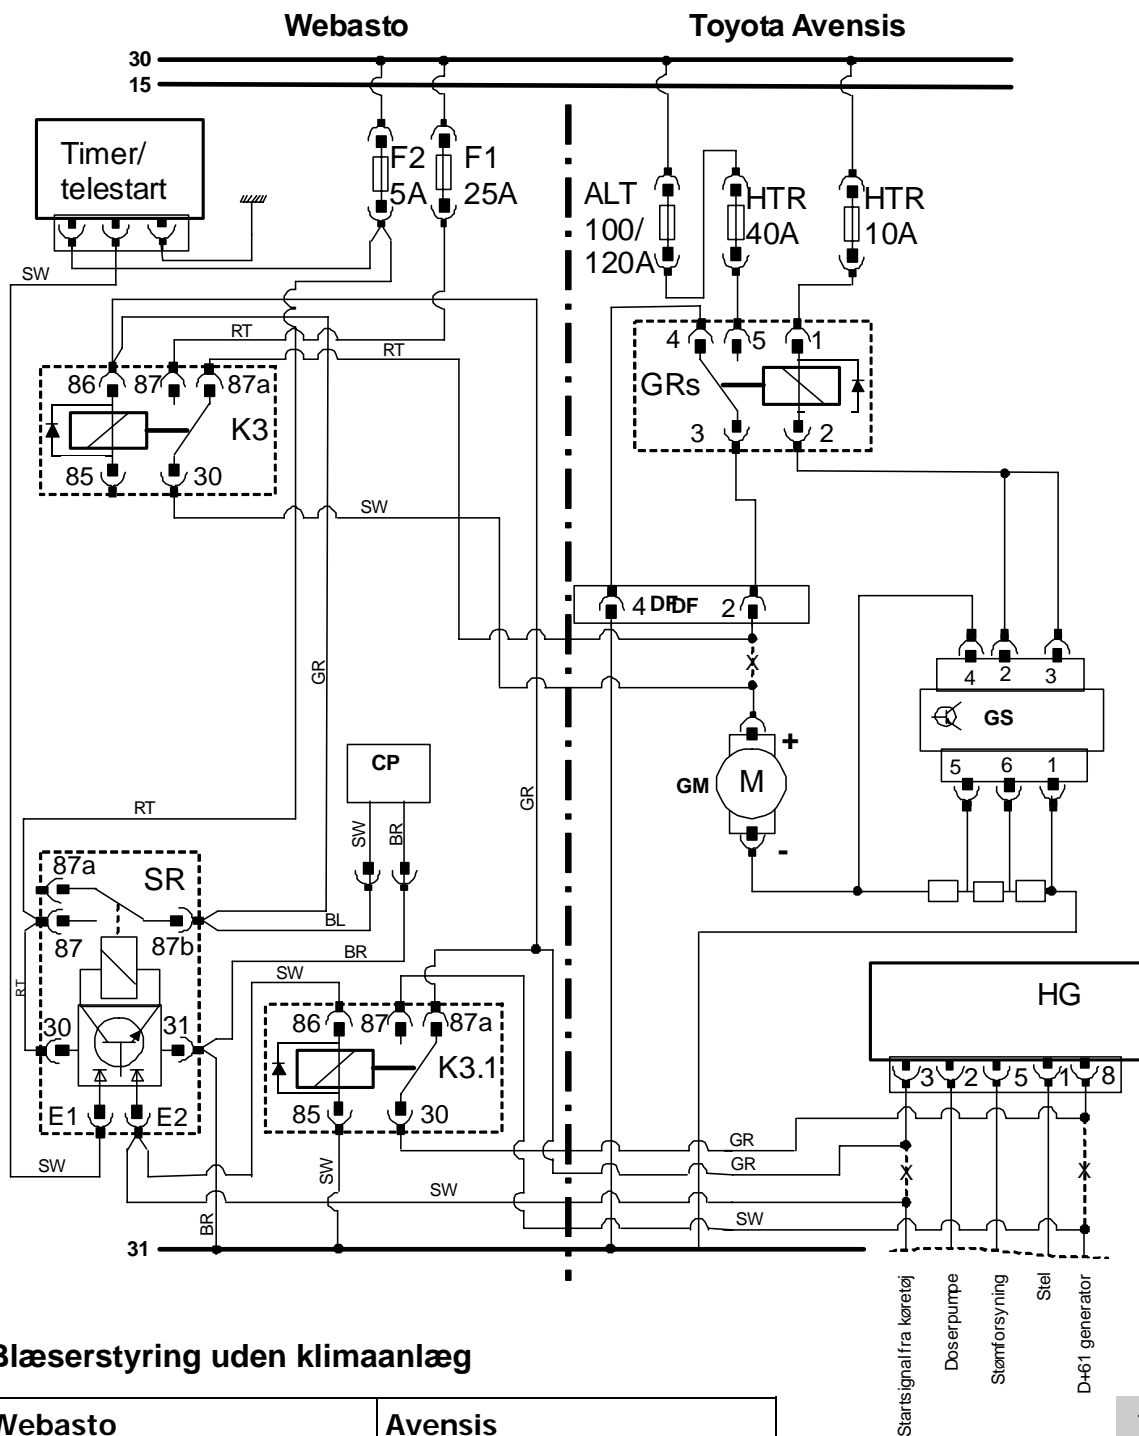 Webasto
Toyota Avensis
30
15
Timer/
telestart
F2
5A
F1
25A
ALT
100/
120A
HTR
40A
HTR
10A
SW
RT
RT
4
5
1
GRs
3
2
86
87
87a
K3
85
30
SW
4
DFDF
2
GR
X
4
2
3
GS
5
6
1
CP
GM
M
+
-
SW
BR
GR
RT
87a
SR
87
87b
BL
BR
SW
RT
30
31
E1
E2
86
87
87a
K3.1
85
30
HG
3
2
5
1
8
GR
GR
SW
SW
SW
SW
BR
X
X
31
Startsignal fra køretøj
Doserpumpe
Stømforsyning
Stel
D+61 generator
Blæserstyring uden klimaanlæg
Webasto
Avensis